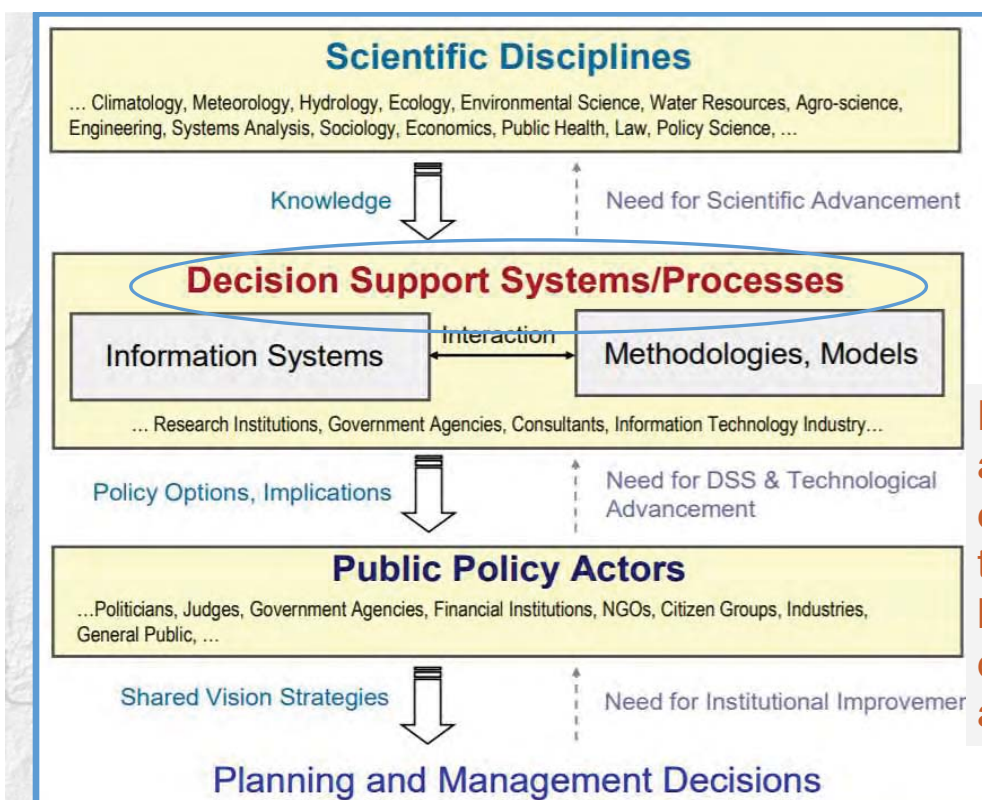 Scientific Disciplines
... Climatology, Meteorology, Hydrology, Ecology, Environmental Science, Water Resources, Agro-science,
Engineering, Systems Analysis, Sociology, Economics, Public Health, Law, Policy Science, ...
Knowledge
Need for Scientific Advancement
Decision Support Systems/Processes
Information Systems
Interaction
Methodologies, Models
... Research Institutions, Government Agencies, Consultants, Information Technology Industry...
Policy Options, Implications
Need for DSS & Technological
Advancement
Public Policy Actors
...Politicians, Judges, Government Agencies, Financial Institutions, NGOs, Citizen Groups, Industries,
General Public, ...
Shared Vision Strategies
Need for Institutional
Planning and Management Decisions